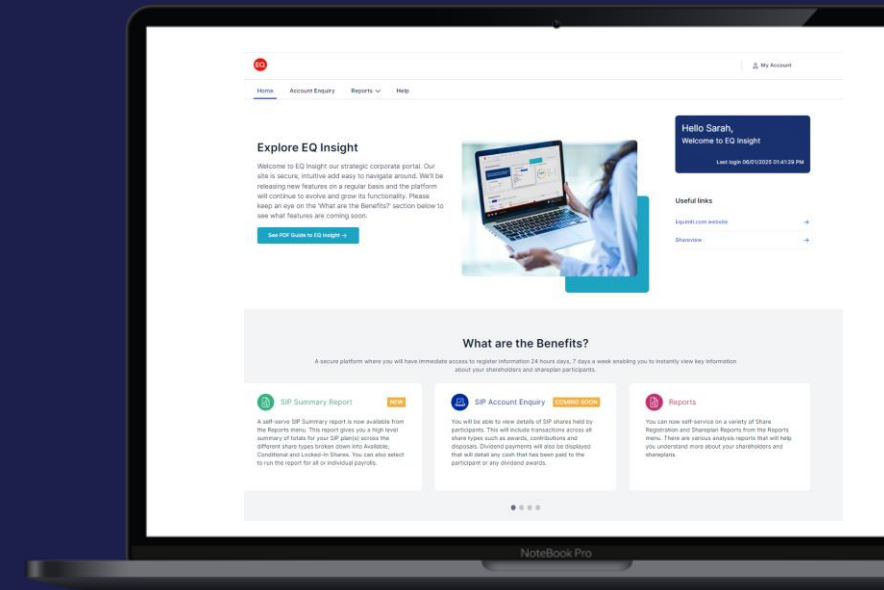 EQ
My Account
Home
Account Enquiry
Reports
Help
Explore EQ Insight
Welcome to EQ Insight our strategic corporate portal. Our
site is secure, intuitive add easy to navigate around. We'll be
releasing new features on a regular basis and the platform
will continue to evolve and grow its functionality. Please
keep an eye on the 'What are the Benefits?' section below to
see what features are coming soon.
See PDF Guide to EQ Insight →
Hello Sarah,
Welcome to EQ Insight
Last login 06/01/2025 01:41:29 PM
Useful links
Equiniti.com website →
Shareview →
What are the Benefits?
A secure platform where you will have immediate access to register information 24 hours days, 7 days a week enabling you to instantly view key information
about your shareholders and shareplan participants.
SIP Summary Report
NEW
A self-serve SIP Summary report is now available from
the Reports menu. This report gives you a high level
summary of totals for your SIP plan(s) across the
different share types broken down into Available,
Conditional and Locked-In Shares. You can also select
to run the report for all or individual payrolls.
SIP Account Enquiry
COMING SOON
You will be able to view details of SIP shares held by
participants. This will include transactions across all
share types such as awards, contributions and
disposals. Dividend payments will also be displayed
that will detail any cash that has been paid to the
participant or any dividend awards.
Reports
You can now self-service on a variety of Share
Registration and Shareplan Reports from the Reports
menu. There are various analysis reports that will help
you understand more about your shareholders and
shareplans.
NoteBook Pro